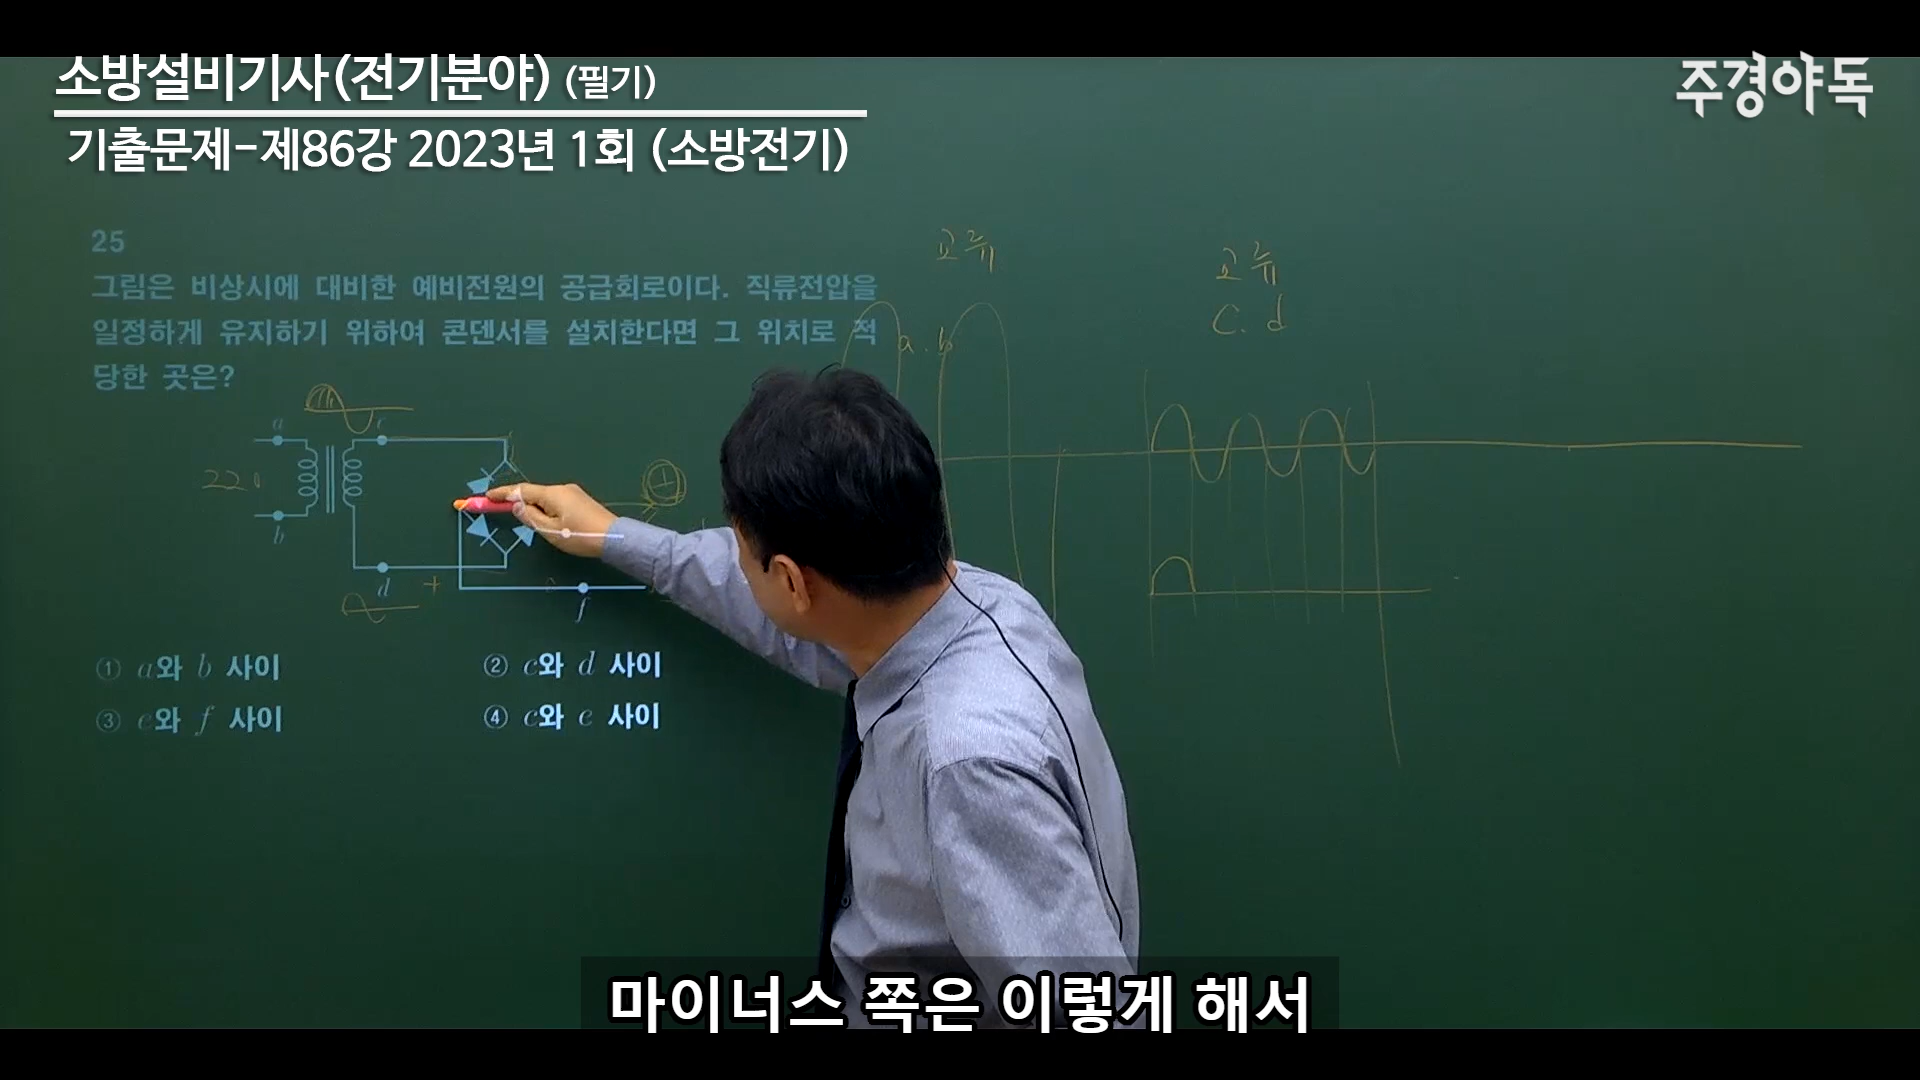 소방설비기사(전기분야) (필기)
주경야독
기출문제-제86강 2023년 1회 (소방전기)
25
그림은 비상시에 대비한 예비전원의 공급회로이다. 직류전압을
일정하게 유지하기 위하여 콘덴서를 설치한다면 그 위치로 적
당한 곳은?
교류
a . b
교류
C. d
a
c
220
b
d
+
f
① a와 b 사이
② c와 d 사이
③ e와 f 사이
④ c와 e 사이
마이너스 쪽은 이렇게 해서